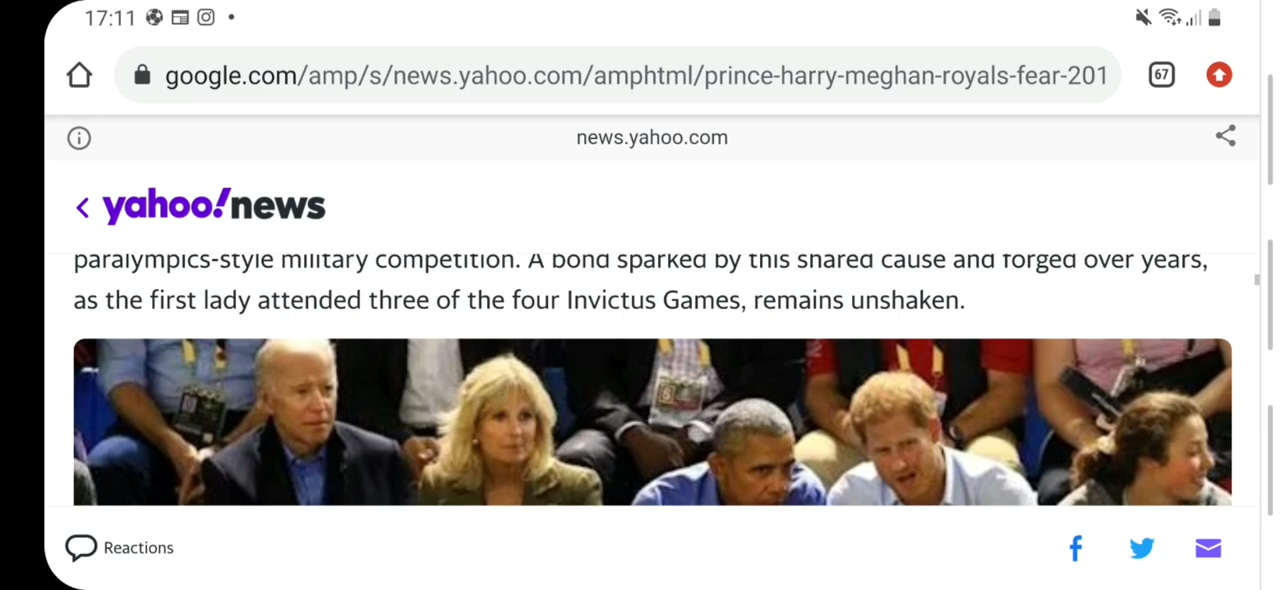 17:11
google.com/amp/s/news.yahoo.com/amphtml/prince-harry-meghan-royals-fear-201
67
news.yahoo.com
yahoo!news
paralympics-style military competition. A bond sparked by this shared cause and forged over years,
as the first lady attended three of the four Invictus Games, remains unshaken.
Reactions